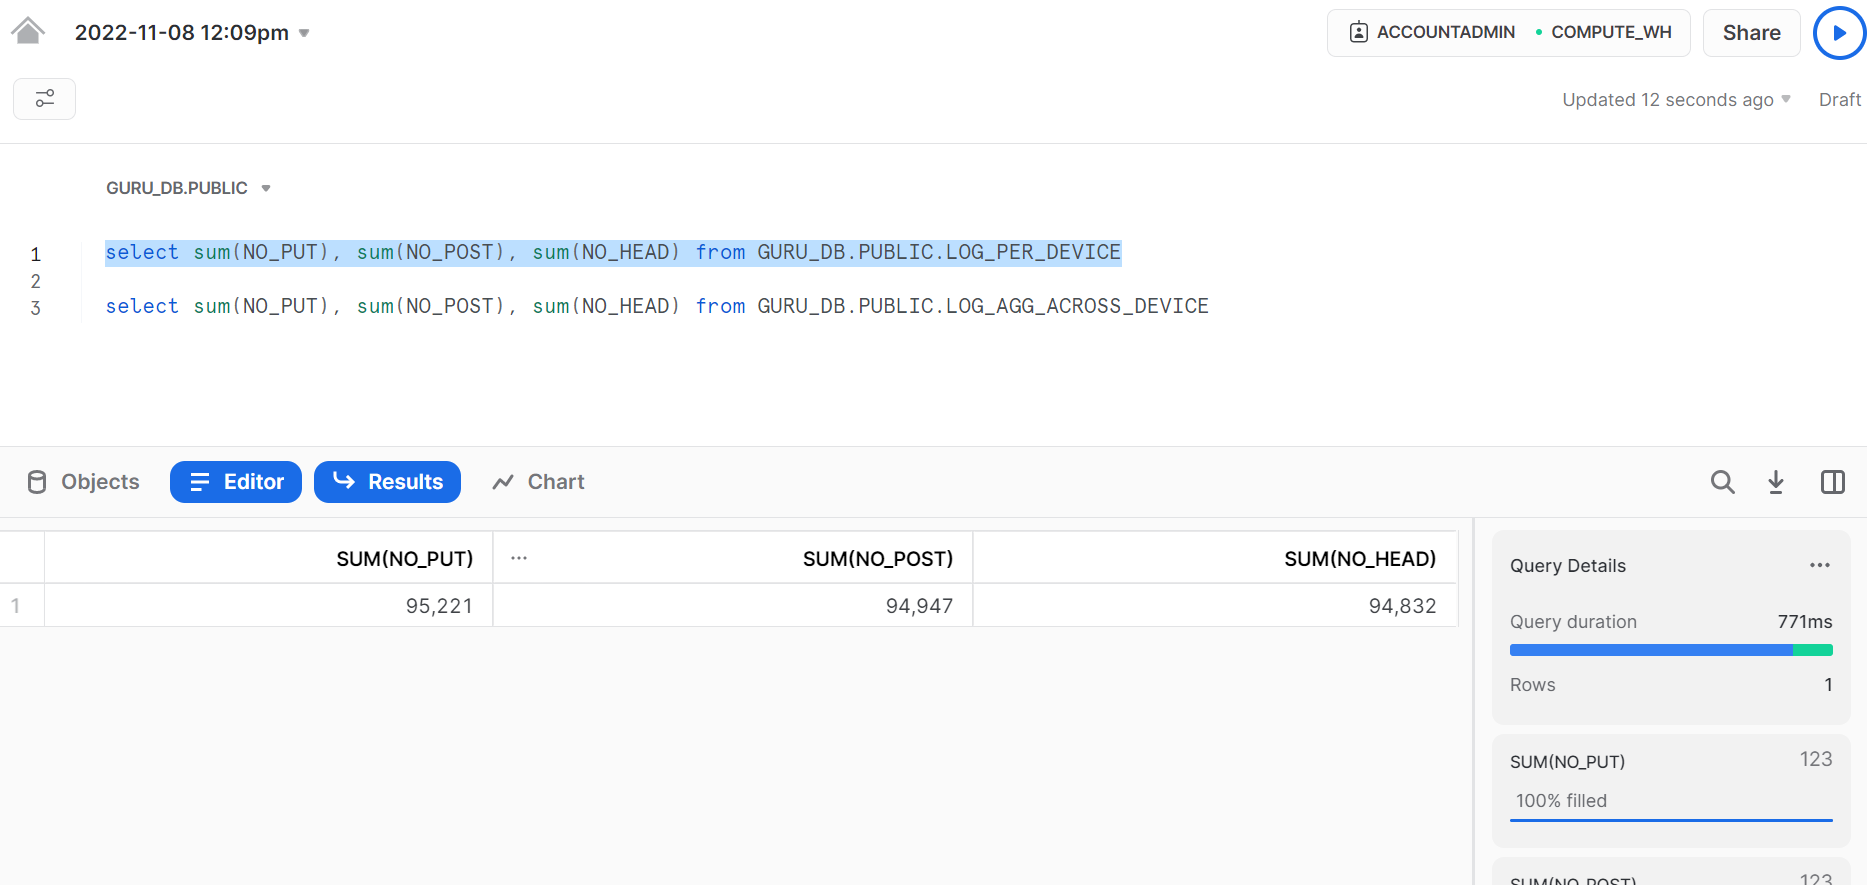 2022-11-08 12:09pm
ACCOUNTADMIN COMPUTE_WH
Share
Updated 12 seconds ago
Draft
GURU_DB.PUBLIC
1 select sum(NO_PUT), sum(NO_POST), sum(NO_HEAD) from GURU_DB.PUBLIC.LOG_PER_DEVICE
2
3 select sum(NO_PUT), sum(NO_POST), sum(NO_HEAD) from GURU_DB.PUBLIC.LOG_AGG_ACROSS_DEVICE
Objects Editor Results Chart
SUM(NO_PUT) ... SUM(NO_POST) SUM(NO_HEAD)
1 95,221 94,947 94,832
Query Details ...
Query duration 771ms
Rows 1
SUM(NO_PUT) 123
100% filled
SUM(NO_POST) 123